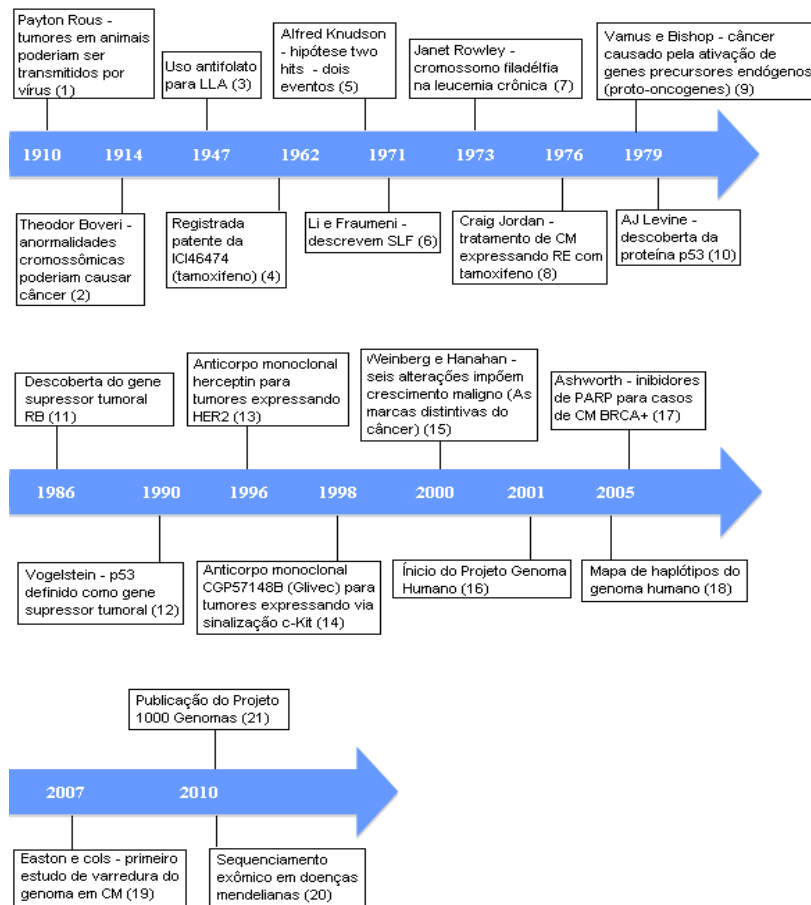 Payton Rous -
tumores em animais
poderiam ser
transmitidos por
vírus (1)
Uso antifolato
para LLA (3)
Alfred Knudson
- hipótese two
hits - dois
eventos (5)
Janet Rowley -
cromossomo filadélfia
na leucemia crônica (7)
Vamus e Bishop - câncer
causado pela ativação de
genes precursores endógenos
(proto-oncogenes) (9)
1910 1914 1947 1962 1971 1973 1976 1979
Theodor Boveri -
anormalidades
cromossômicas
poderiam causar
câncer (2)
Registrada
patente da
ICI46474
(tamoxifeno) (4)
Li e Fraumeni -
descrevem SLF (6)
Craig Jordan -
tratamento de CM
expressando RE com
tamoxifeno (8)
AJ Levine -
descoberta da
proteína p53 (10)
Descoberta do gene
supressor tumoral
RB (11)
Anticorpo monoclonal
herceptin para
tumores expressando
HER2 (13)
Weinberg e Hanahan -
seis alterações impõem
crescimento maligno (As
marcas distintivas do
câncer) (15)
Ashworth - inibidores
de PARP para casos
de CM BRCA+ (17)
1986 1990 1996 1998 2000 2001 2005
Vogelstein - p53
definido como gene
supressor tumoral (12)
Anticorpo monoclonal
CGP57148B (Glivec) para
tumores expressando via
sinalização c-Kit (14)
Ínicio do Projeto Genoma
Humano (16)
Mapa de haplótipos do
genoma humano (18)
Publicação do Projeto
1000 Genomas (21)
2007 2010
Easton e cols - primeiro
estudo de varredura do
genoma em CM (19)
Sequenciamento
exômico em doenças
mendelianas (20)